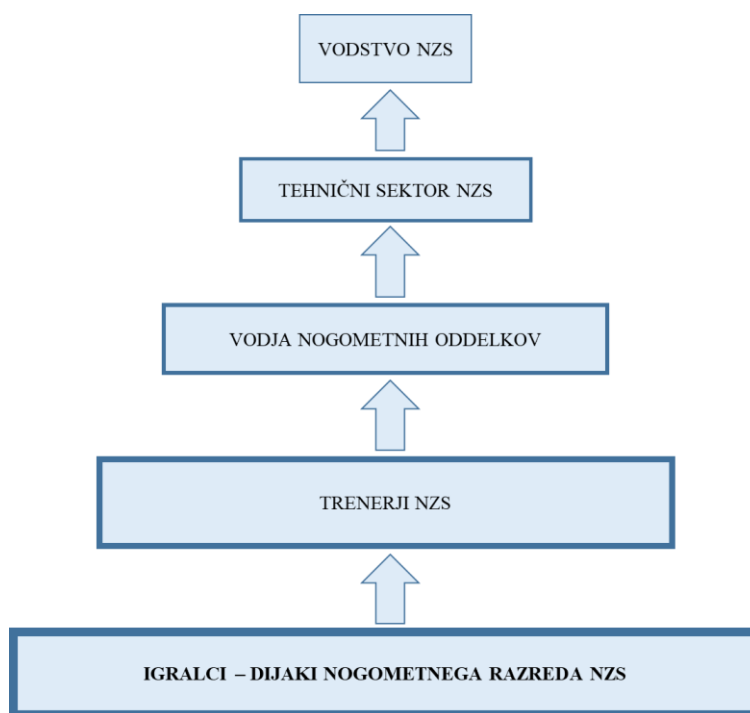 VODSTVO NZS
TEHNIČNI SEKTOR NZS
VODJA NOGOMETNIH ODDELKOV
TRENERJI NZS
IGRALCI – DIJAKI NOGOMETNEGA RAZREDA NZS